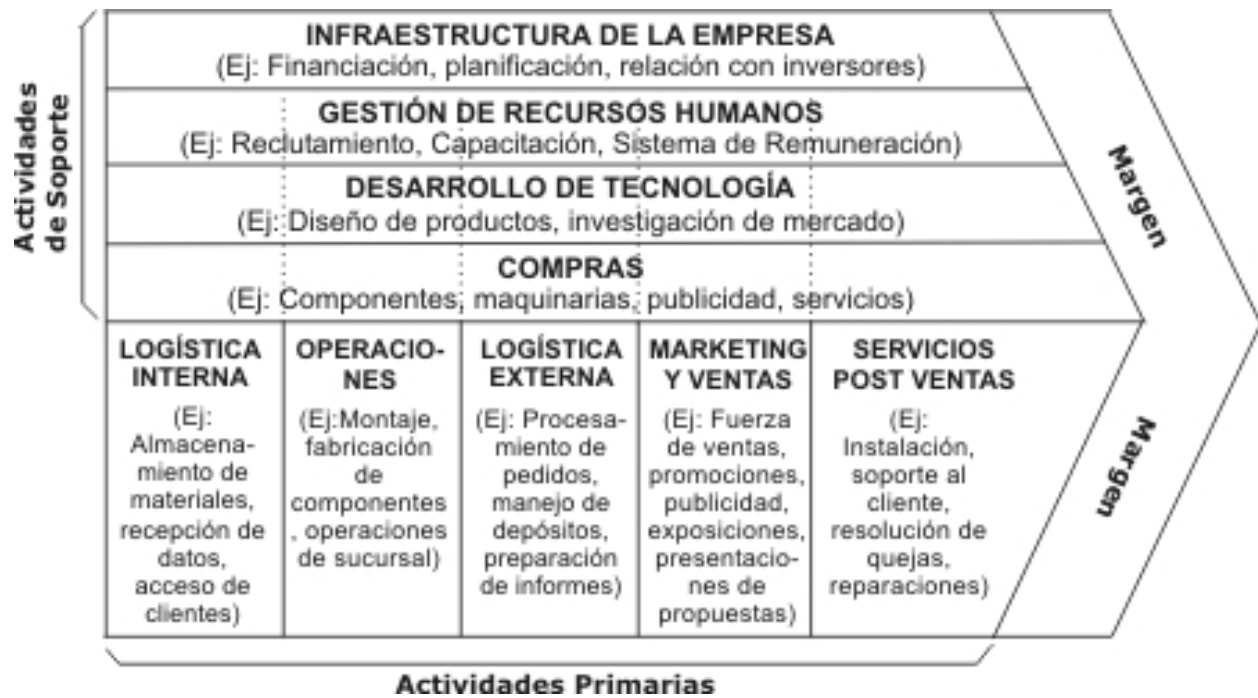 Actividades
de Soporte
INFRAESTRUCTURA DE LA EMPRESA
(Ej: Financiación, planificación, relación con inversores)
GESTIÓN DE RECURSOS HUMANOS
(Ej: Reclutamiento, Capacitación, Sistema de Remuneración)
DESARROLLO DE TECNOLOGÍA
(Ej: Diseño de productos, investigación de mercado)
COMPRAS
(Ej: Componentes, maquinarias, publicidad, servicios)
Margen
LOGÍSTICA
INTERNA
(Ej:
Almacena-
miento de
materiales,
recepción de
datos,
acceso de
clientes)
OPERACIO-
NES
(Ej:Montaje,
fabricación
de
componentes
, operaciones
de sucursal)
LOGÍSTICA
EXTERNA
(Ej: Procesa-
miento de
pedidos,
manejo de
depósitos,
preparación
de informes)
MARKETING
Y VENTAS
(Ej: Fuerza
de ventas,
promociones,
publicidad,
exposiciones,
presentacio-
nes de
propuestas)
SERVICIOS
POST VENTAS
(Ej:
Instalación,
soporte al
cliente,
resolución de
quejas,
reparaciones)
Margen
Actividades Primarias